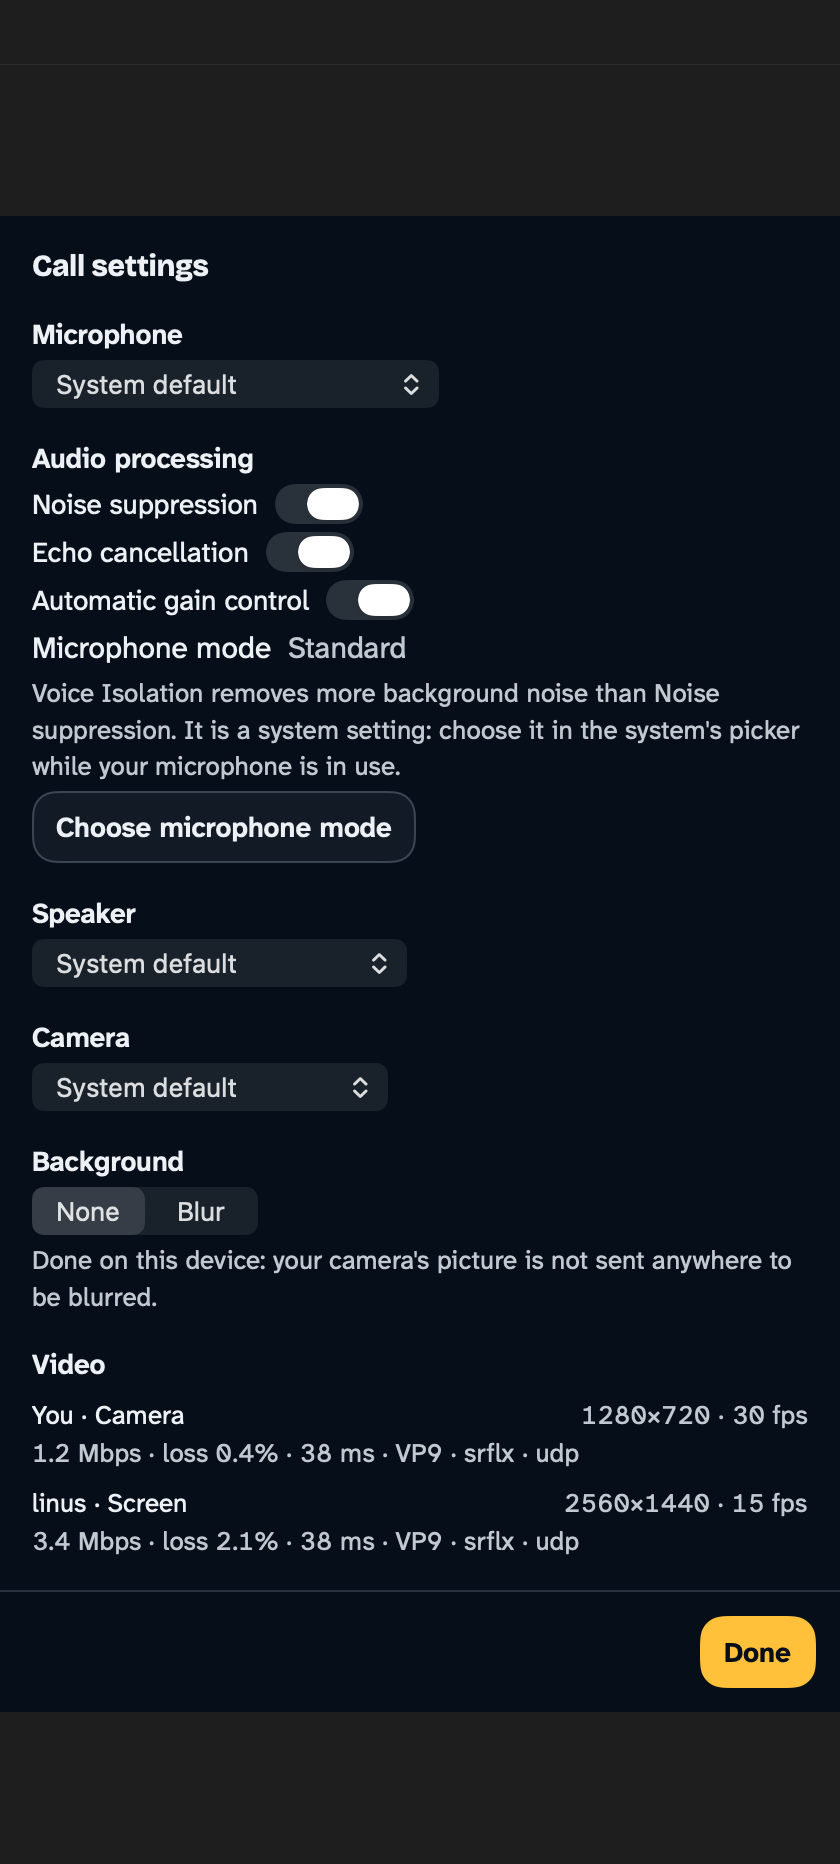 Call settings
Microphone
System default
Audio processing
Noise suppression
Echo cancellation
Automatic gain control
Microphone mode Standard
Voice Isolation removes more background noise than Noise
suppression. It is a system setting: choose it in the system's picker
while your microphone is in use.
Choose microphone mode
Speaker
System default
Camera
System default
Background
None Blur
Done on this device: your camera's picture is not sent anywhere to
be blurred.
Video
You · Camera 1280×720 · 30 fps
1.2 Mbps · loss 0.4% · 38 ms · VP9 · srflx · udp
linus · Screen 2560×1440 · 15 fps
3.4 Mbps · loss 2.1% · 38 ms · VP9 · srflx · udp
Done